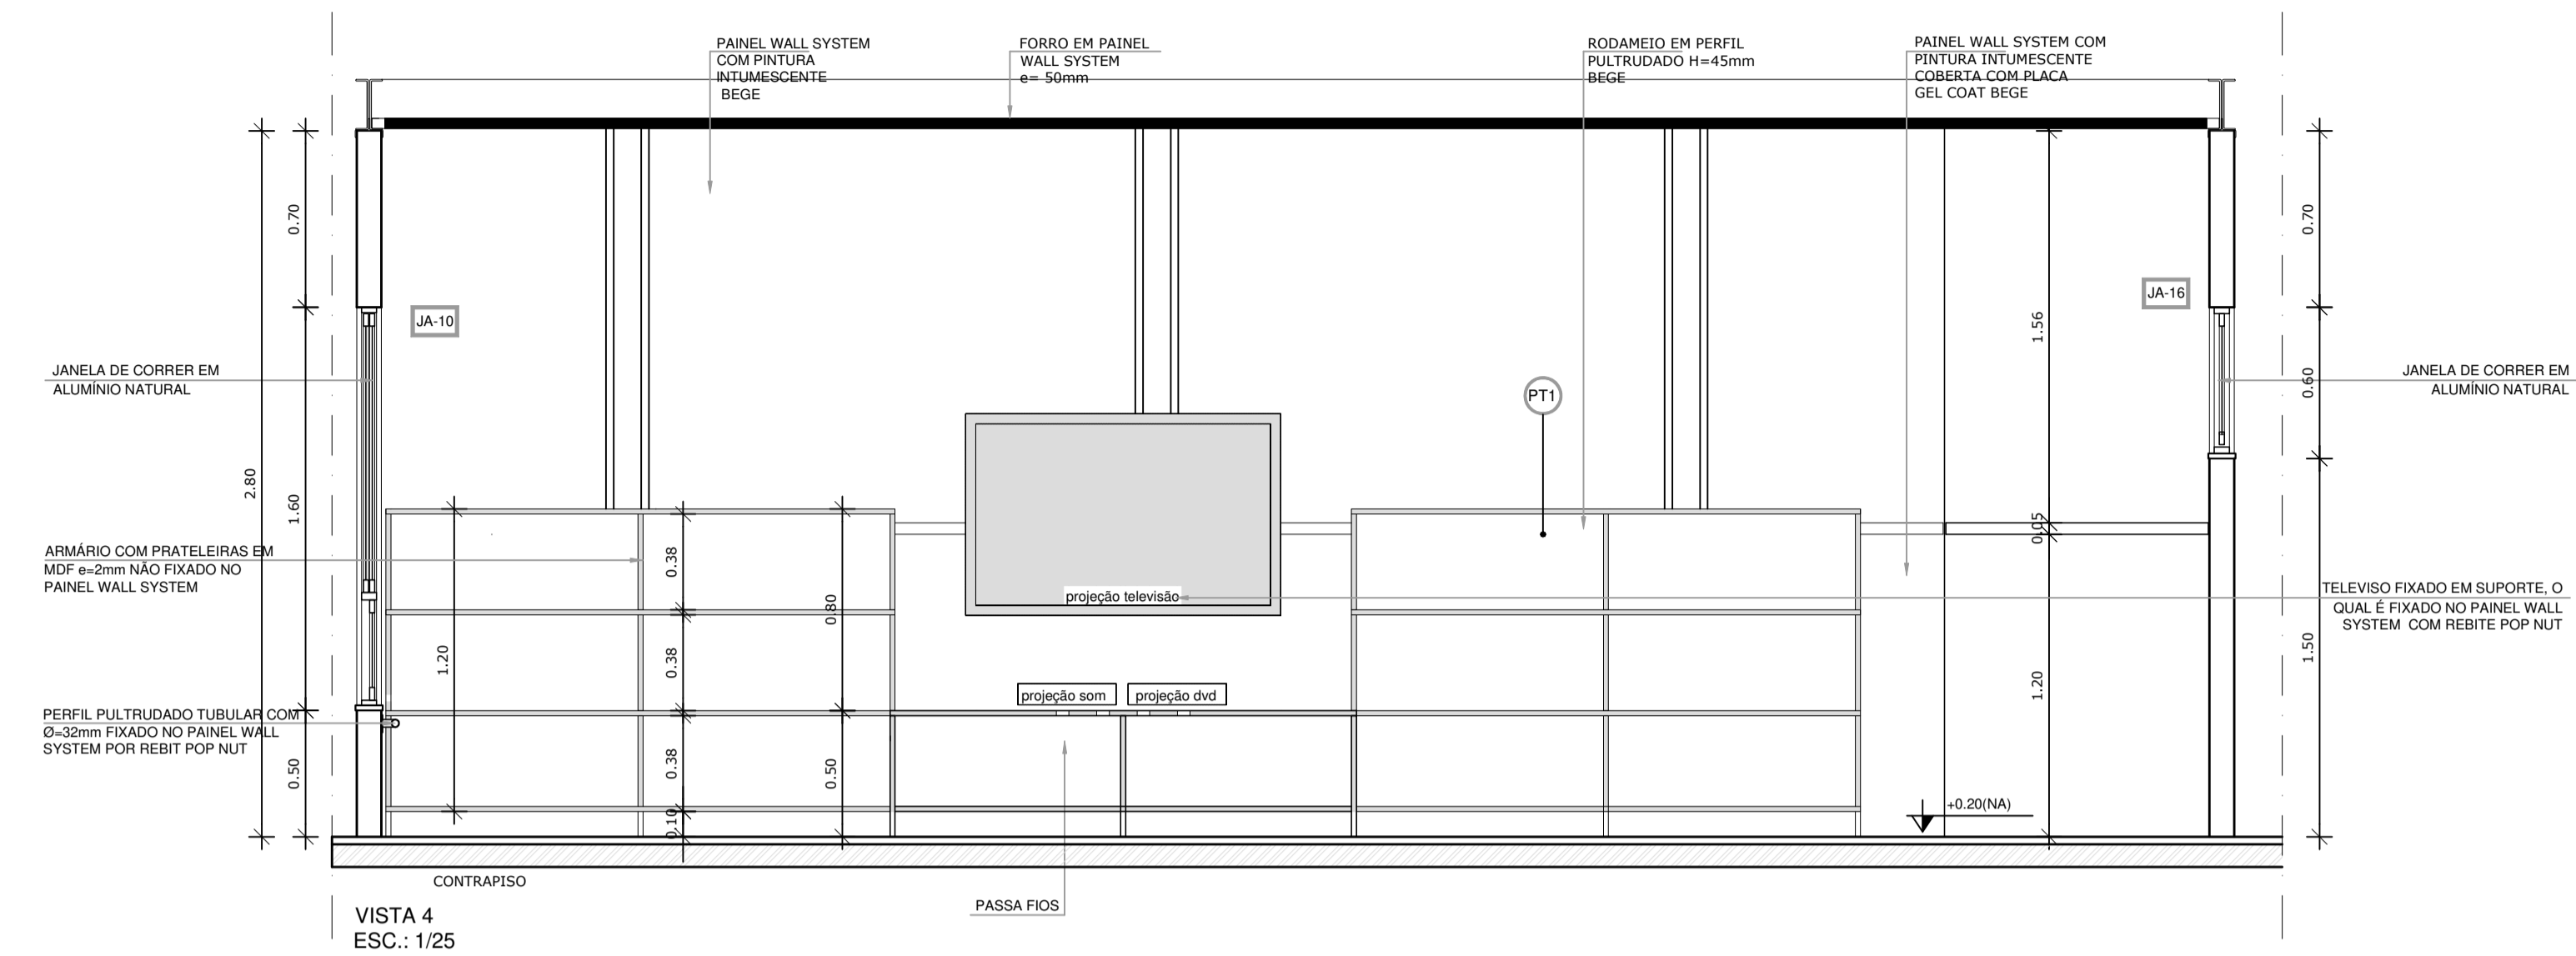 PAINEL WALL SYSTEM
COM PINTURA
INTUMESCENTE
BEGE
FORRO EM PAINEL
WALL SYSTEM
e= 50mm
RODAMEIO EM PERFIL
PULTRUDADO H=45mm
BEGE
PAINEL WALL SYSTEM COM
PINTURA INTUMESCENTE
COBERTA COM PLACA
GEL COAT BEGE
0.70
0.70
JA-10
JA-16
1.56
JANELA DE CORRER EM
ALUMÍNIO NATURAL
JANELA DE CORRER EM
ALUMÍNIO NATURAL
0.60
PT1
2.80
1.60
0.05
ARMÁRIO COM PRATELEIRAS EM
MDF e=2mm NÃO FIXADO NO
PAINEL WALL SYSTEM
0.38
0.80
projeção televisão
TELEVISO FIXADO EM SUPORTE, O
QUAL É FIXADO NO PAINEL WALL
SYSTEM COM REBITE POP NUT
1.20
0.38
1.50
1.20
projeção som
projeção dvd
PERFIL PULTRUDADO TUBULAR COM
Ø=32mm FIXADO NO PAINEL WALL
SYSTEM POR REBIT POP NUT
0.50
0.38
0.50
0.10
+0.20(NA)
CONTRAPISO
PASSA FIOS
VISTA 4
ESC.: 1/25